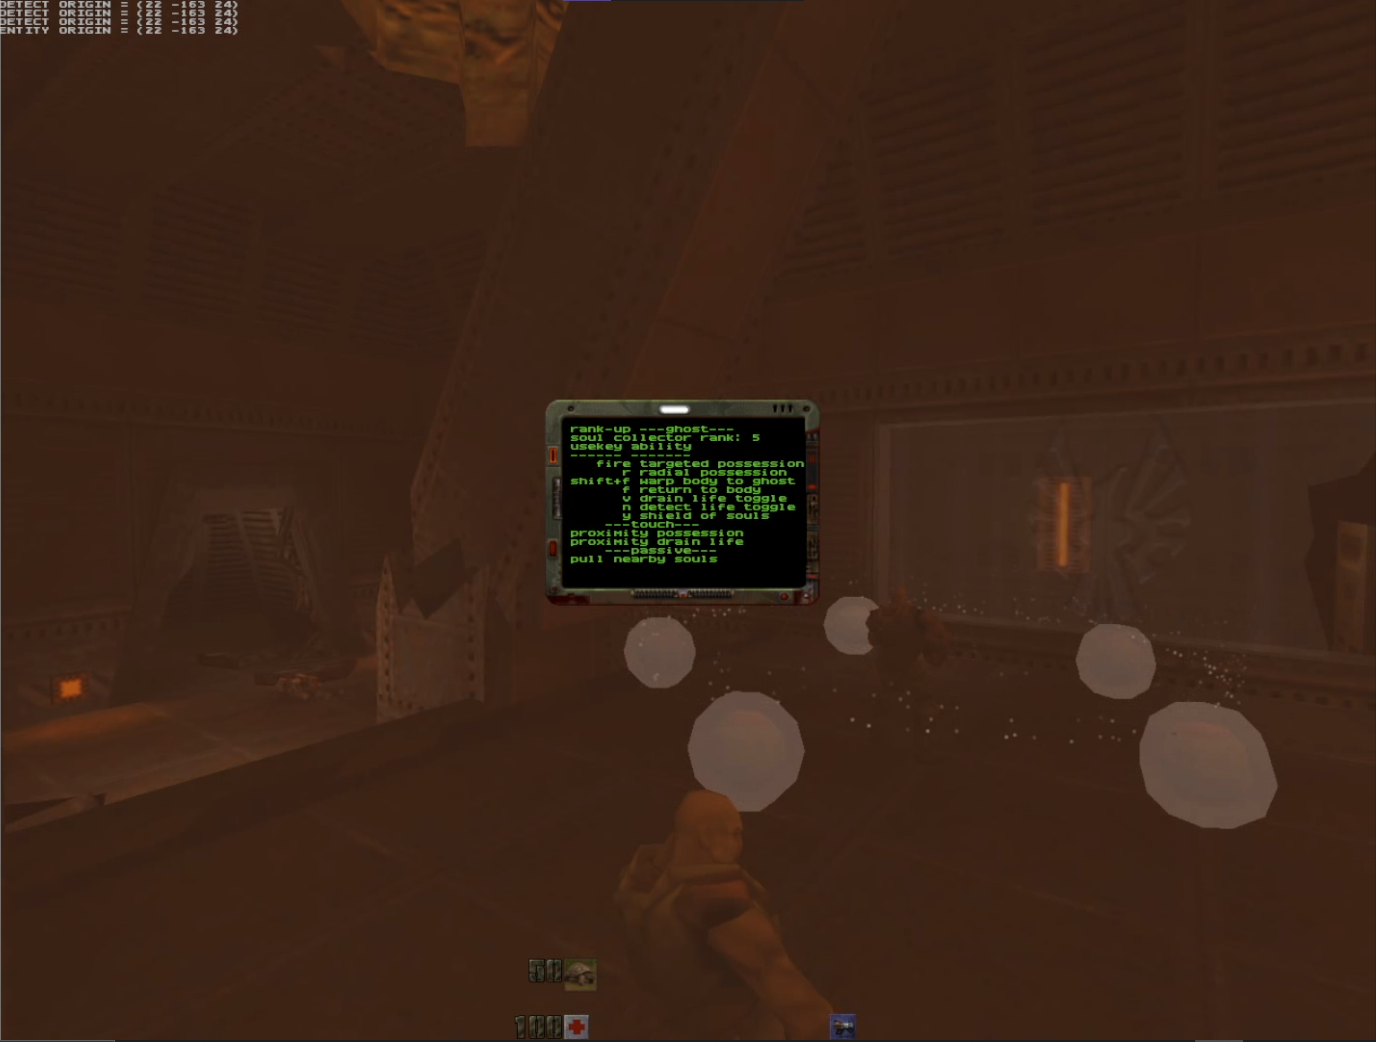 DETECT ORIGIN = (22 -163 24)
DETECT ORIGIN = (22 -163 24)
DETECT ORIGIN = (22 -163 24)
ENTITY ORIGIN = (22 -163 24)
rank-up ---ghost---
soul collector rank: 5
usekey ability
------ -------
fire targeted possession
r radial possession
shift+f warp body to ghost
f return to body
v drain life toggle
n detect life toggle
y shield of souls
---touch---
proximity possession
proximity drain life
---passive---
pull nearby souls
50
100